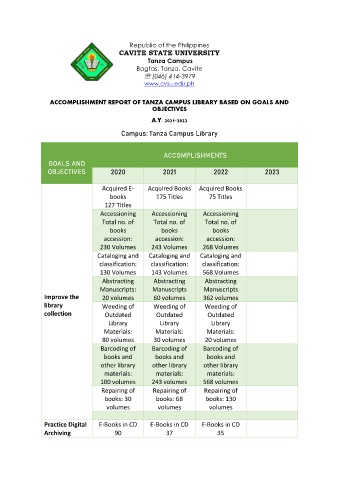 Republic of the Philippines
CAVITE STATE UNIVERSITY
Tanza Campus
Bagtas, Tanza, Cavite
☏ (046) 414-3979
www.cvsu.edu.ph
ACCOMPLISHMENT REPORT OF TANZA CAMPUS LIBRARY BASED ON GOALS AND
OBJECTIVES
A.Y. 2021-2022
Campus: Tanza Campus Library
GOALS AND
OBJECTIVES
ACCOMPLISHMENTS
2020 2021 2022 2023
Improve the
library
collection
Acquired E- Acquired Books Acquired Books
books 175 Titles 75 Titles
127 Titles
Accessioning Accessioning Accessioning
Total no. of Total no. of Total no. of
books books books
accession: accession: accession:
230 Volumes 243 Volumes 268 Volumes
Cataloging and Cataloging and Cataloging and
classification: classification: classification:
130 Volumes 143 Volumes 568 Volumes
Abstracting Abstracting Abstracting
Manuscripts: Manuscripts Manuscripts
20 volumes 60 volumes 362 volumes
Weeding of Weeding of Weeding of
Outdated Outdated Outdated
Library Library Library
Materials: Materials: Materials:
80 volumes 30 volumes 20 volumes
Barcoding of Barcoding of Barcoding of
books and books and books and
other library other library other library
materials: materials: materials:
100 volumes 243 volumes 568 volumes
Repairing of Repairing of Repairing of
books: 30 books: 68 books: 130
volumes volumes volumes
Practice Digital E-Books in CD E-Books in CD E-Books in CD
Archiving 90 37 35